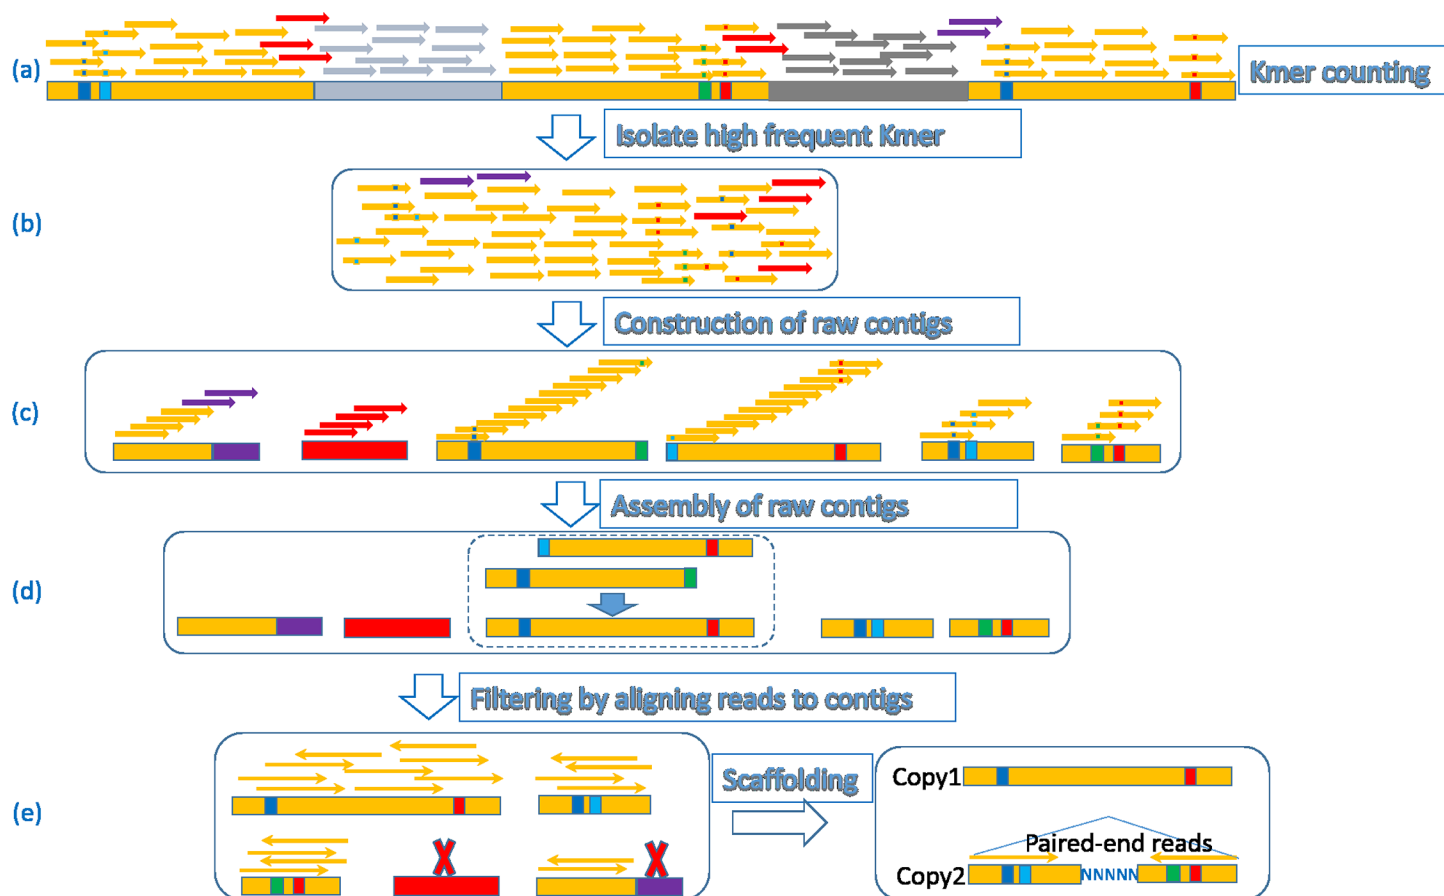 (a)
Kmer counting
Isolate high frequent Kmer
(b)
Construction of raw contigs
(c)
Assembly of raw contigs
(d)
Filtering by aligning reads to contigs
(e)
Scaffolding
Copy1
Paired-end reads
Copy2
NNNNN